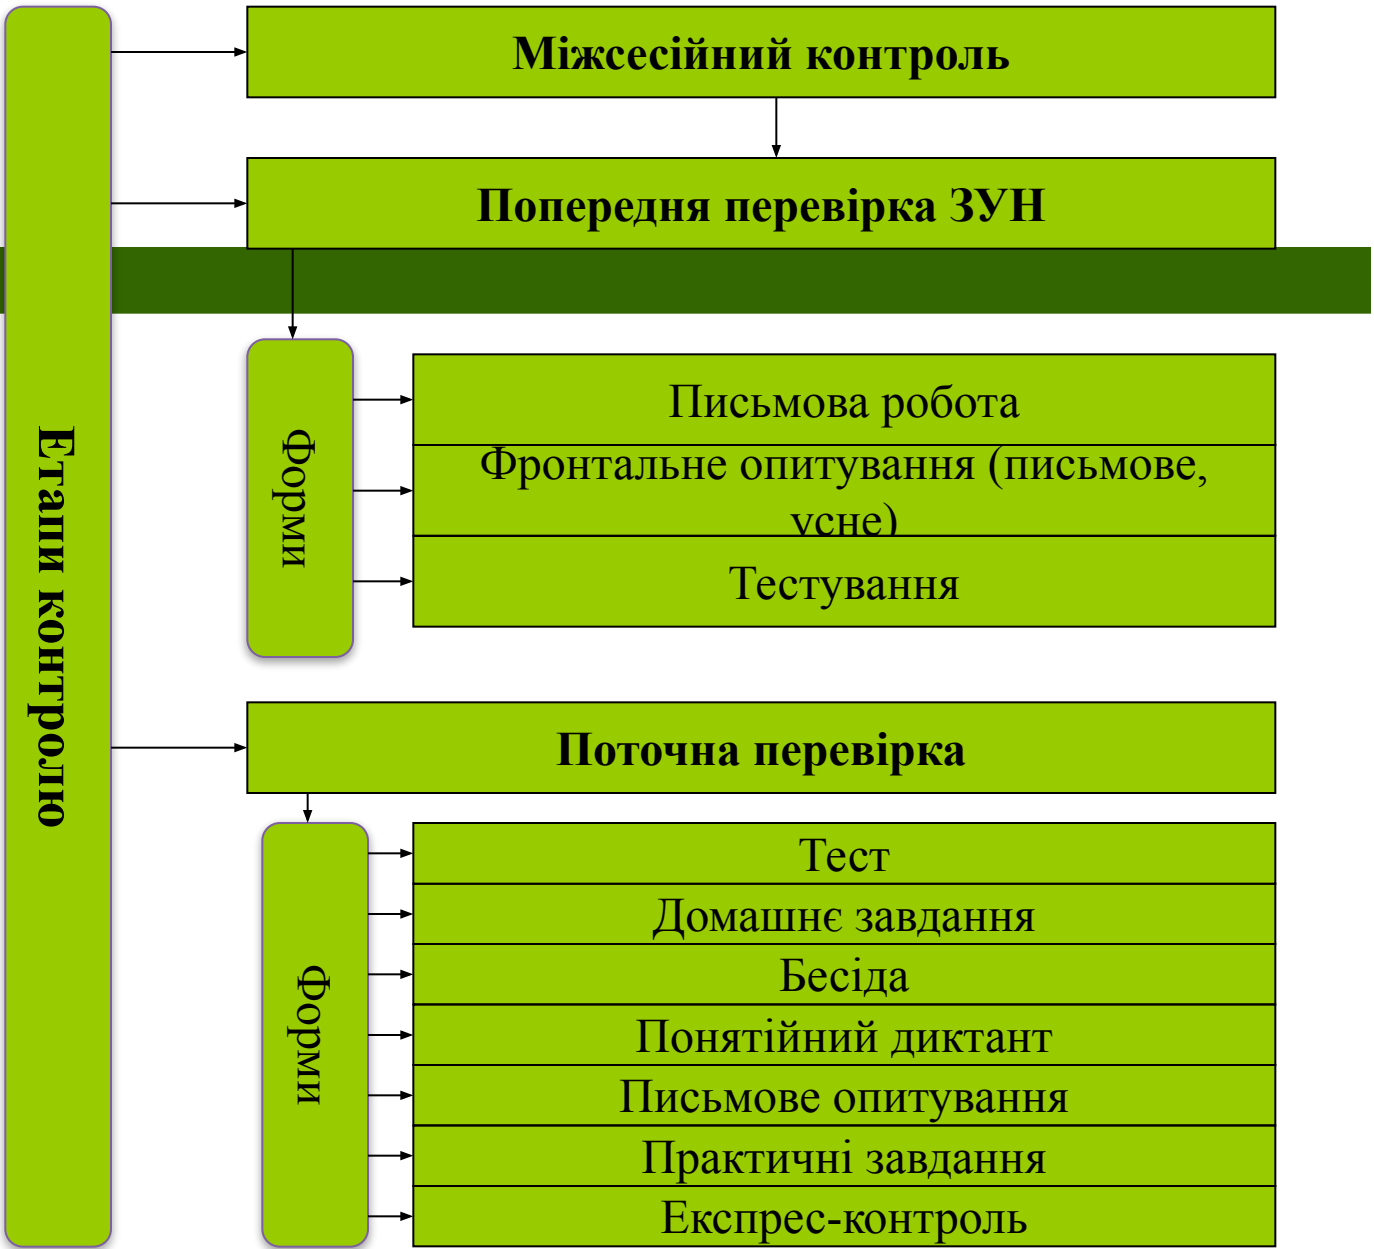 Етапи контролю
Міжсесійний контроль
Попередня перевірка ЗУН
Форми
Письмова робота
Фронтальне опитування (письмове,
усне)
Тестування
Поточна перевірка
Форми
Тест
Домашнє завдання
Бесіда
Понятійний диктант
Письмове опитування
Практичні завдання
Експрес-контроль